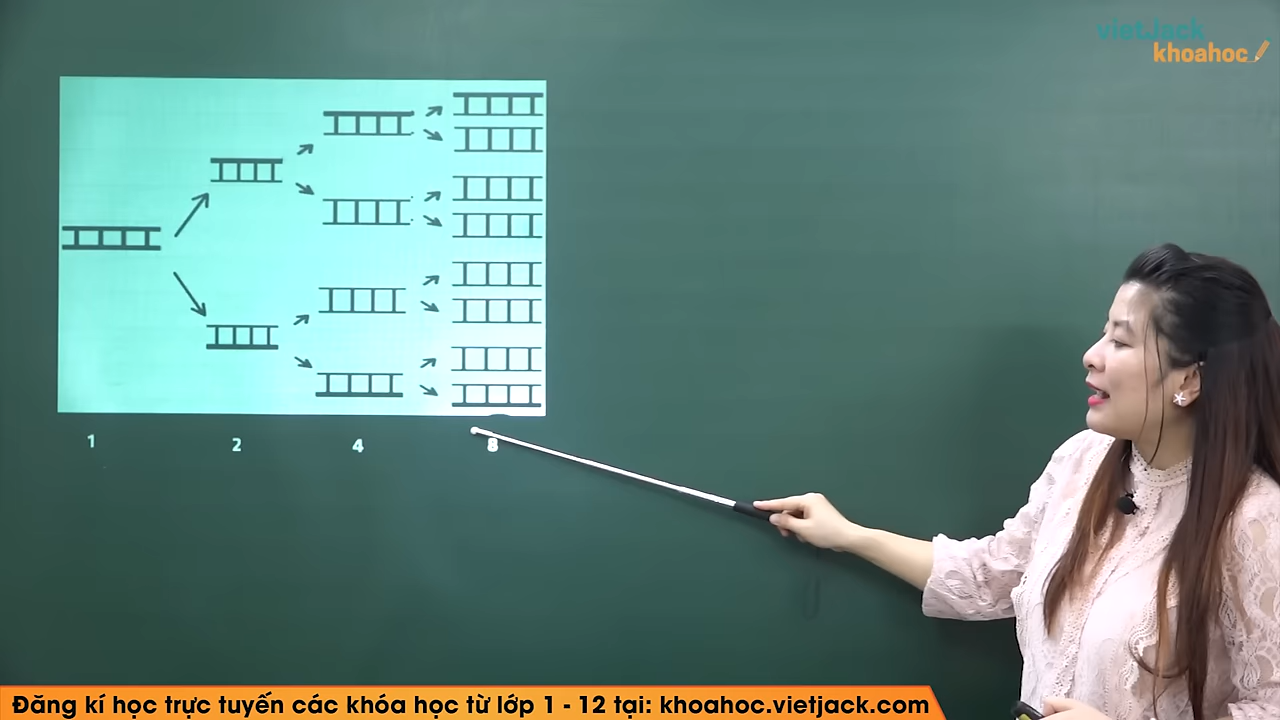 vietJack
khoahoc
1 2 4 8
Đăng kí học trực tuyến các khóa học từ lớp 1 - 12 tại: khoahoc.vietjack.com